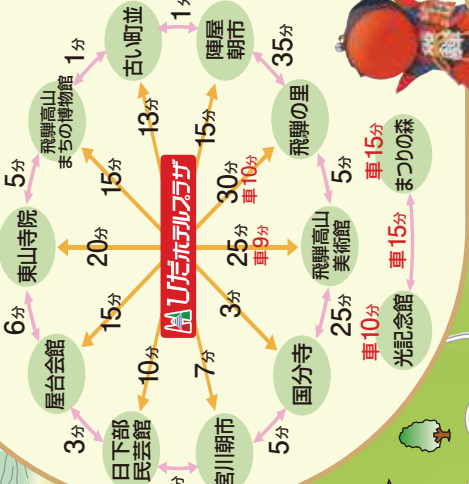 1分
古い町並
1分
陣屋
朝市
飛騨高山
まちの博物館
35分
13分
15分
15分
飛騨の里
5分
東山寺院
20分
ひだホテルプラザ
30分
車10分
5分
車15分
まつりの森
25分
車9分
飛騨高山
美術館
車15分
6分
15分
3分
25分
屋台会館
10分
7分
国分寺
車10分
光記念館
3分
日下部
民芸館
宮川朝市
5分
分